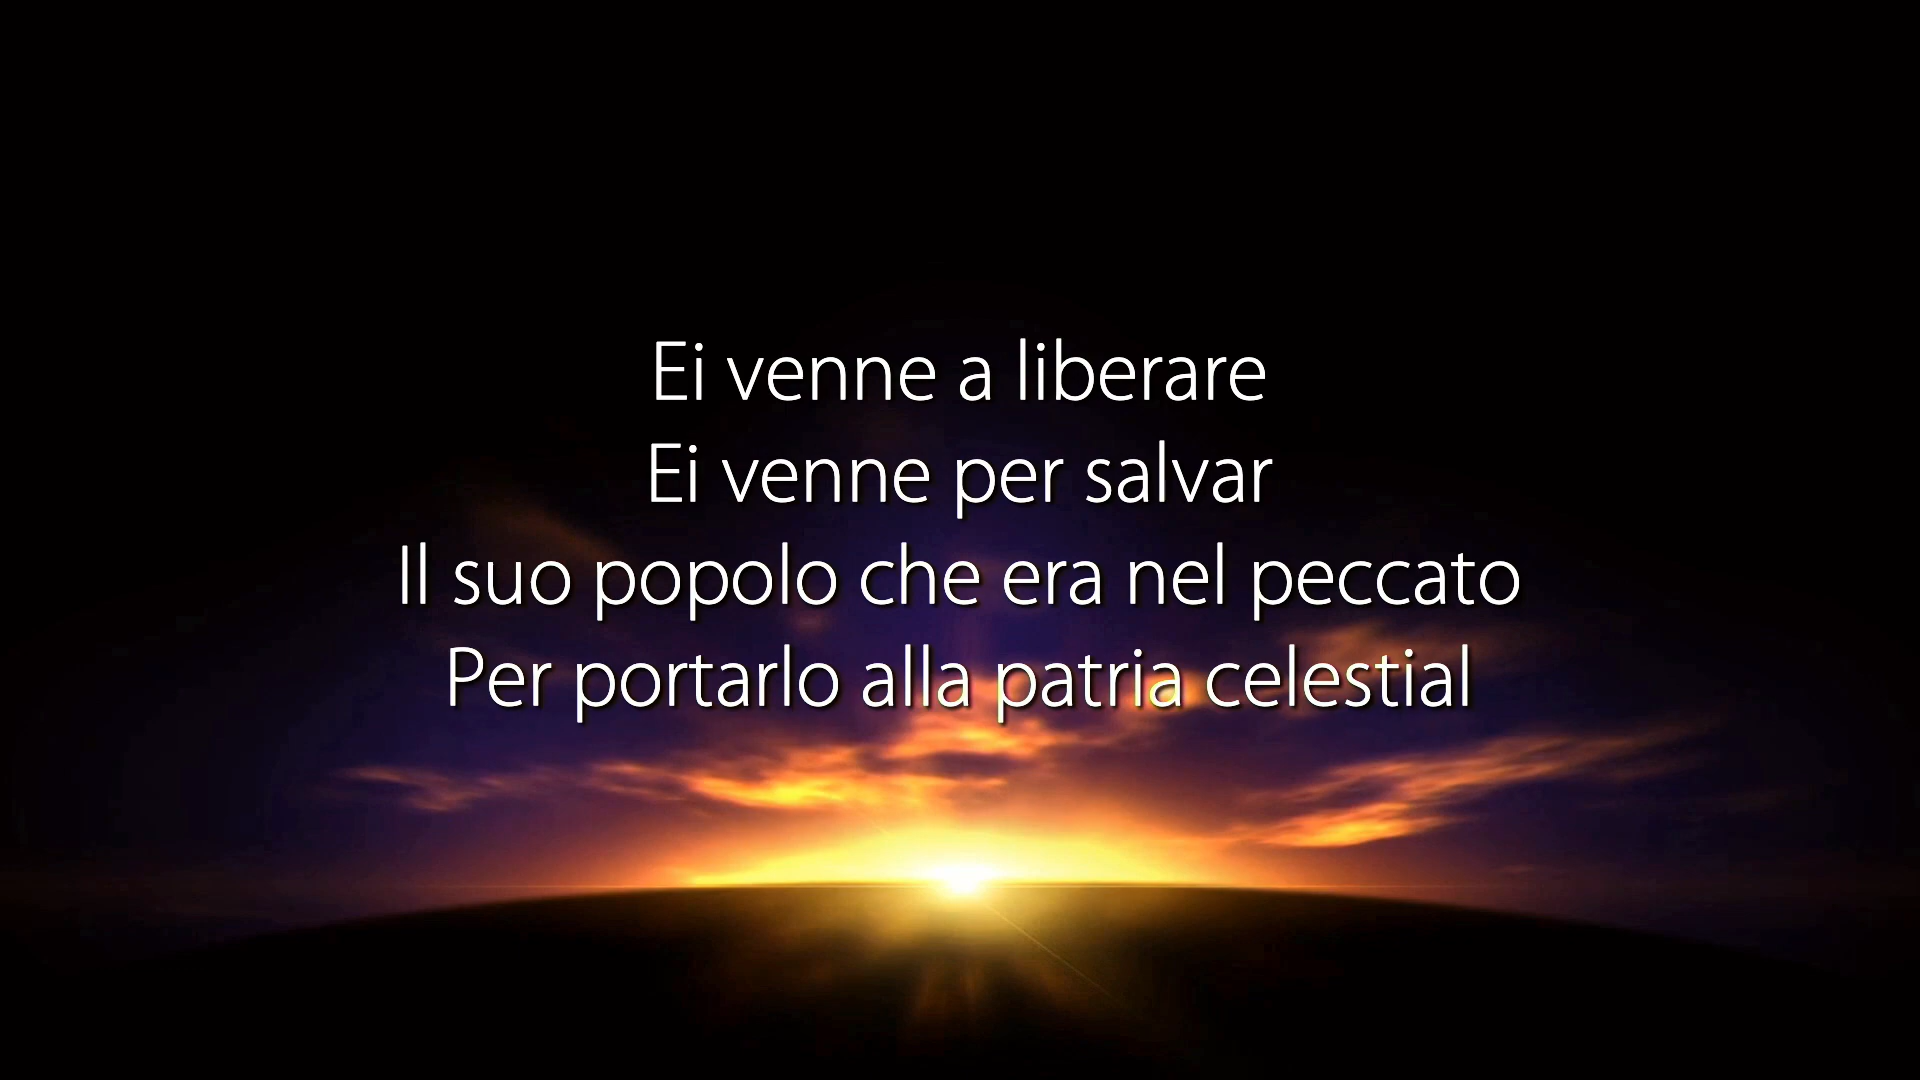 Ei venne a liberare
Ei venne per salvar
Il suo popolo che era nel peccato
Per portarlo alla patria celestial